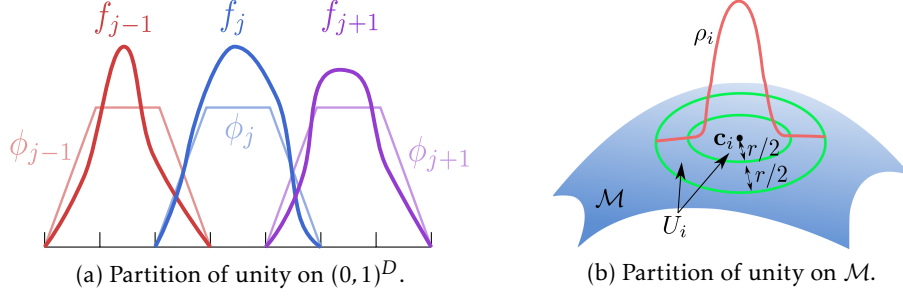 f_{j−1} f_j f_{j+1}
ϕ_{j−1} ϕ_j ϕ_{j+1}
(a) Partition of unity on (0, 1)^D.
ρ_i
c_i r/2
r/2
M
U_i
(b) Partition of unity on M.